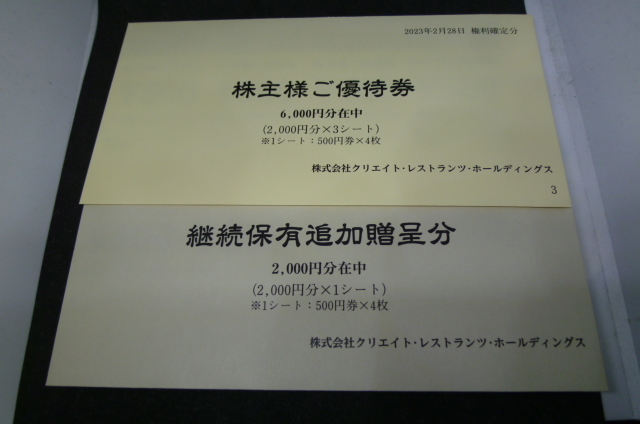 2023年2月28日 権利確定分
株主様ご優待券
6,000円分在中
(2,000円分×3シート)
※1シート：500円券×4枚
株式会社クリエイト・レストランツ・ホールディングス
3
継続保有追加贈呈分
2,000円分在中
(2,000円分×1シート)
※1シート：500円券×4枚
株式会社クリエイト・レストランツ・ホールディングス